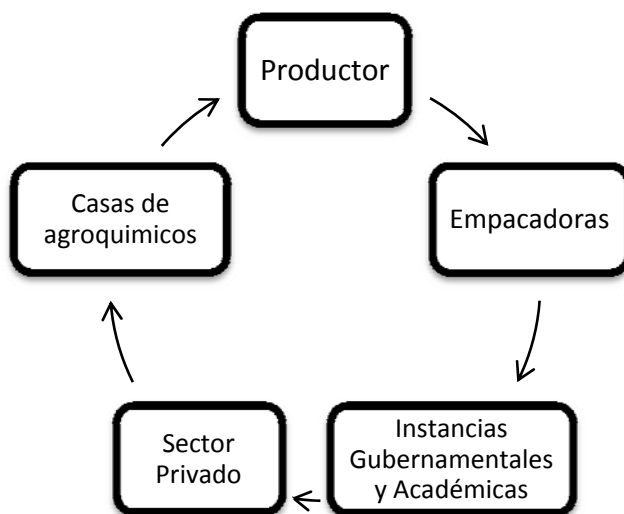 Productor
Empacadoras
Instancias
Gubernamentales
y Académicas
Sector
Privado
Casas de
agroquimicos